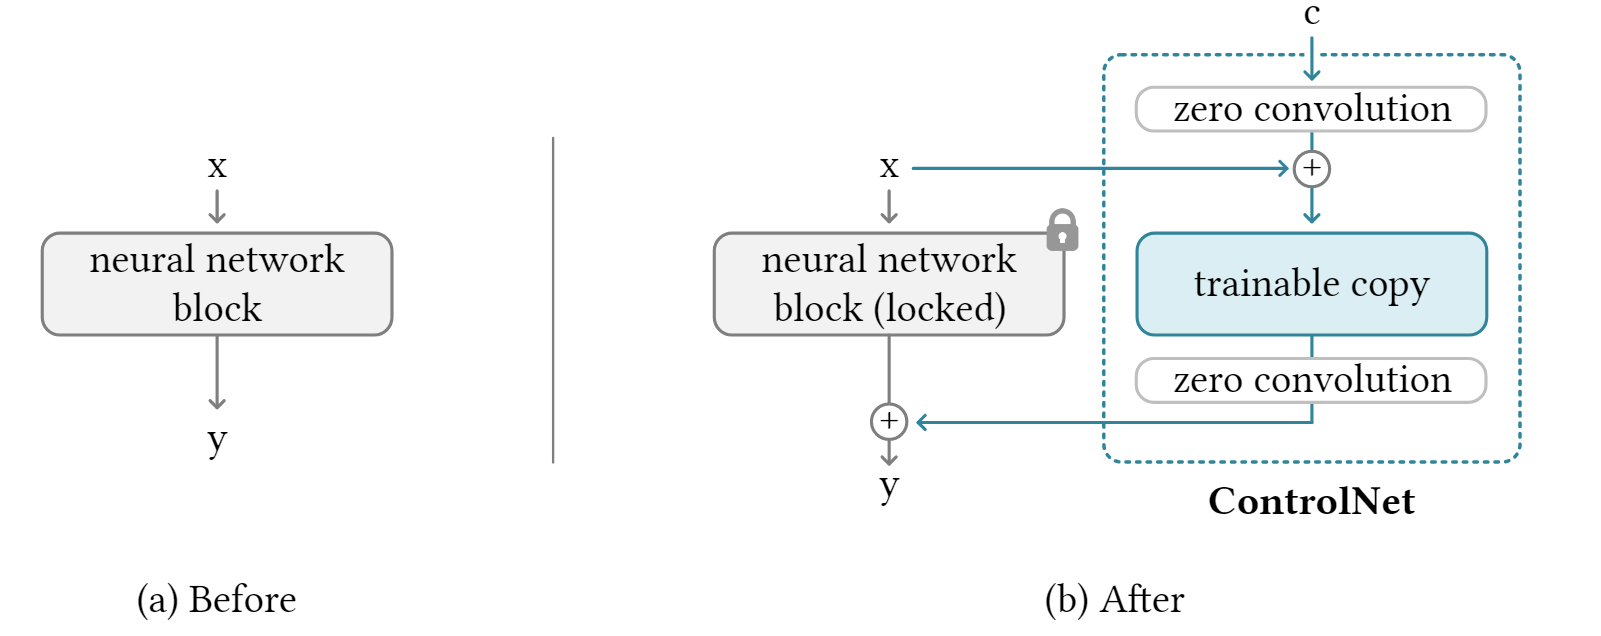 x
neural network
block
y
(a) Before
c
zero convolution
x
+
neural network
block (locked)
trainable copy
zero convolution
+
y
ControlNet
(b) After